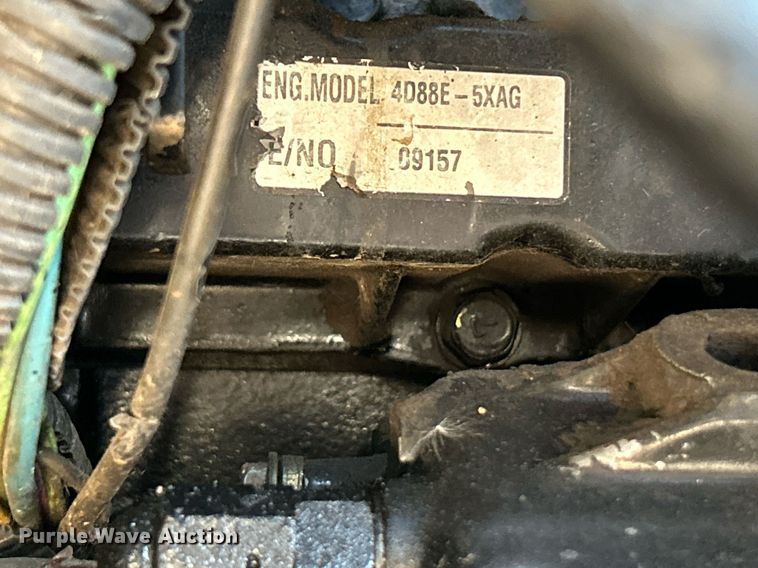 ENG.MODEL 4D88E-5XAG
E/NO 09157
Purple Wave Auction